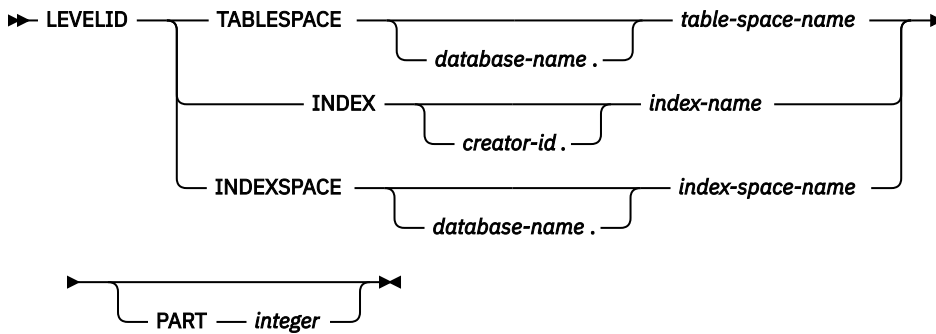 LEVELID TABLESPACE table-space-name
database-name .
INDEX index-name
creator-id .
INDEXSPACE index-space-name
database-name .
PART integer